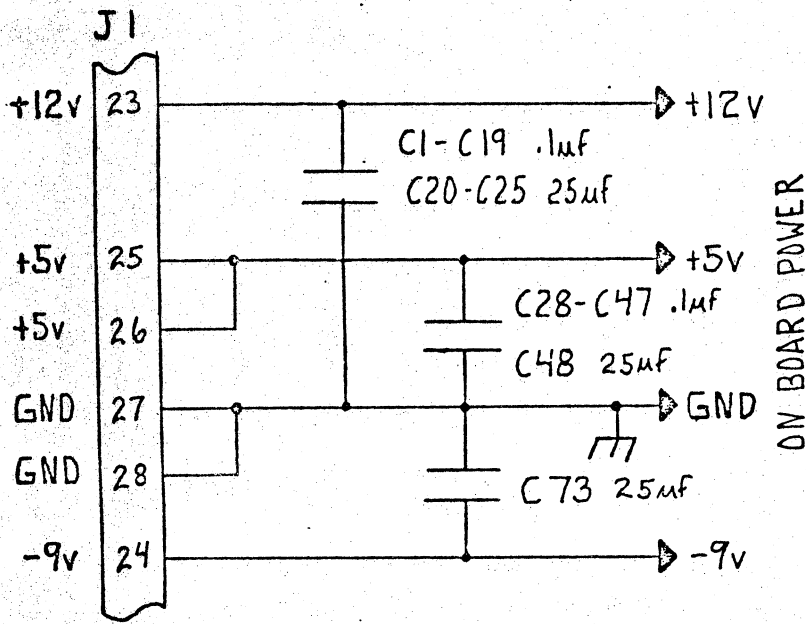 J1
+12v 23 +12v
C1-C19 .1uf
C20-C25 25uf
+5v 25 +5v
+5v 26
C28-C47 .1uf
C48 25uf
GND 27 GND
GND 28
C73 25uf
-9v 24 -9v
ON BOARD POWER